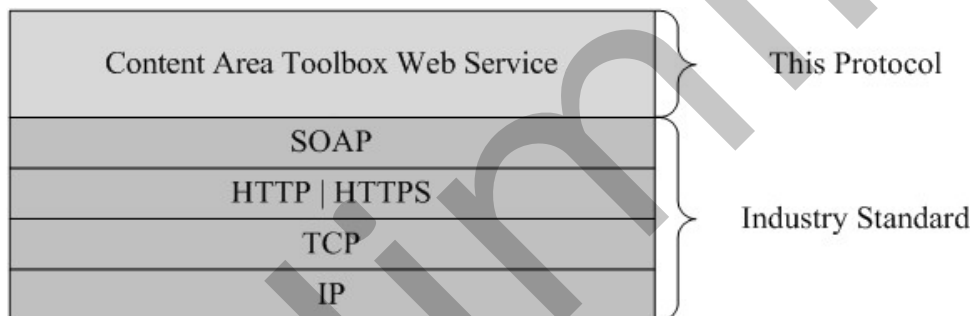 Content Area Toolbox Web Service
This Protocol
SOAP
HTTP | HTTPS
TCP
IP
Industry Standard